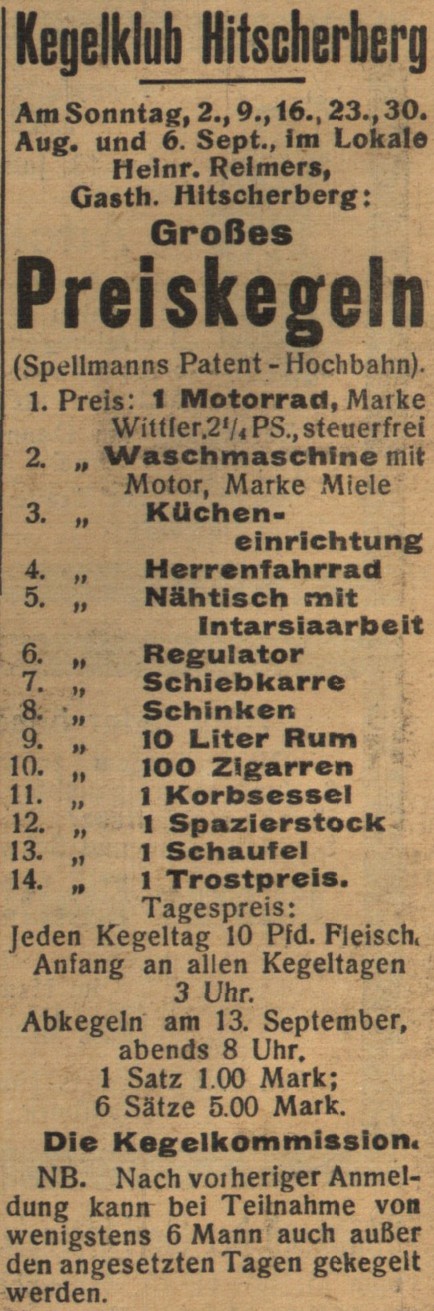 Kegelklub Hitscherberg
Am Sonntag, 2., 9., 16., 23., 30.
Aug. und 6. Sept., im Lokale
Heinr. Reimers,
Gasth. Hitscherberg:
Großes
Preiskegeln
(Spellmanns Patent - Hochbahn).
1. Preis: 1 Motorrad, Marke
Wittler, 2¹/₄ PS., steuerfrei
2. „ Waschmaschine mit
Motor, Marke Miele
3. „ Küchen-
einrichtung
4. „ Herrenfahrrad
5. „ Nähtisch mit
Intarsiaarbeit
6. „ Regulator
7. „ Schiebkarre
8. „ Schinken
9. „ 10 Liter Rum
10. „ 100 Zigarren
11. „ 1 Korbsessel
12. „ 1 Spazierstock
13. „ 1 Schaufel
14. „ 1 Trostpreis.
Tagespreis:
Jeden Kegeltag 10 Pfd. Fleisch.
Anfang an allen Kegeltagen
3 Uhr.
Abkegeln am 13. September,
abends 8 Uhr.
1 Satz 1.00 Mark;
6 Sätze 5.00 Mark.
Die Kegelkommission.
NB. Nach vorheriger Anmel-
dung kann bei Teilnahme von
wenigstens 6 Mann auch außer
den angesetzten Tagen gekegelt
werden.